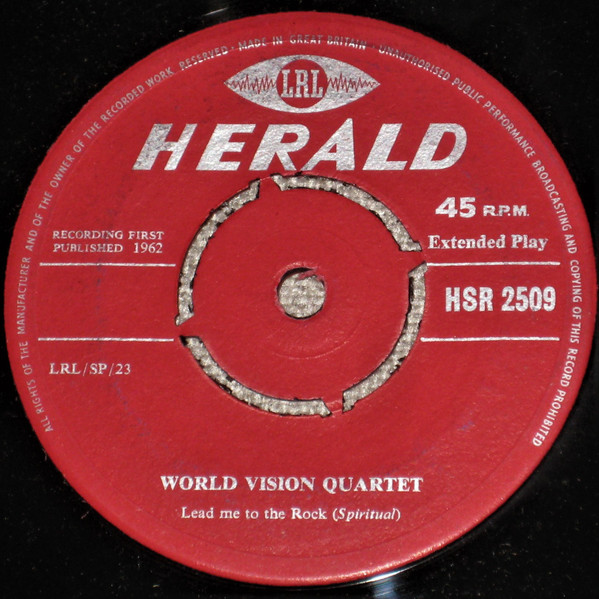 ALL RIGHTS OF THE MANUFACTURER AND OF THE OWNER OF THE RECORDED WORK RESERVED · MADE IN GREAT BRITAIN · UNAUTHORISED PUBLIC PERFORMANCE BROADCASTING AND COPYING OF THIS RECORD PROHIBITED
LRL
HERALD
RECORDING FIRST
PUBLISHED 1962
45 R.P.M.
Extended Play
HSR 2509
LRL/SP/23
WORLD VISION QUARTET
Lead me to the Rock (Spiritual)